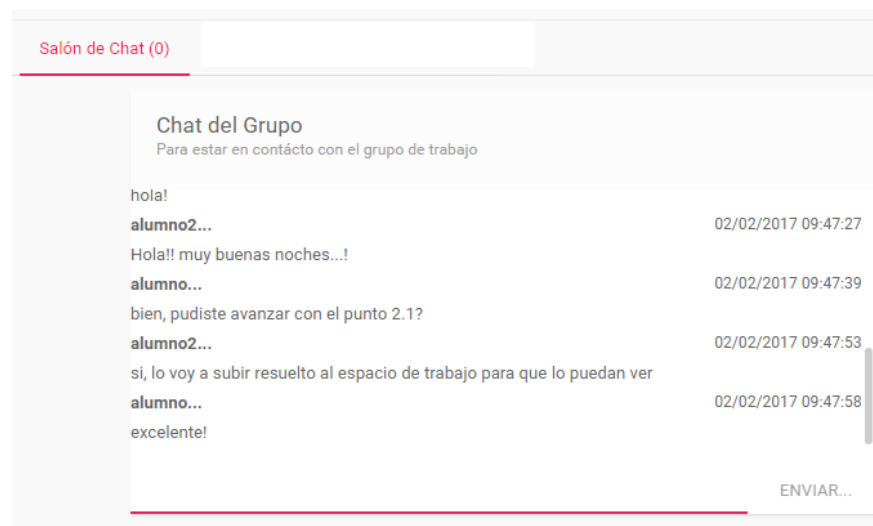 Salón de Chat (0)
Chat del Grupo
Para estar en contácto con el grupo de trabajo
hola!
alumno2... 02/02/2017 09:47:27
Hola!! muy buenas noches...!
alumno... 02/02/2017 09:47:39
bien, pudiste avanzar con el punto 2.1?
alumno2... 02/02/2017 09:47:53
si, lo voy a subir resuelto al espacio de trabajo para que lo puedan ver
alumno... 02/02/2017 09:47:58
excelente!
ENVIAR...